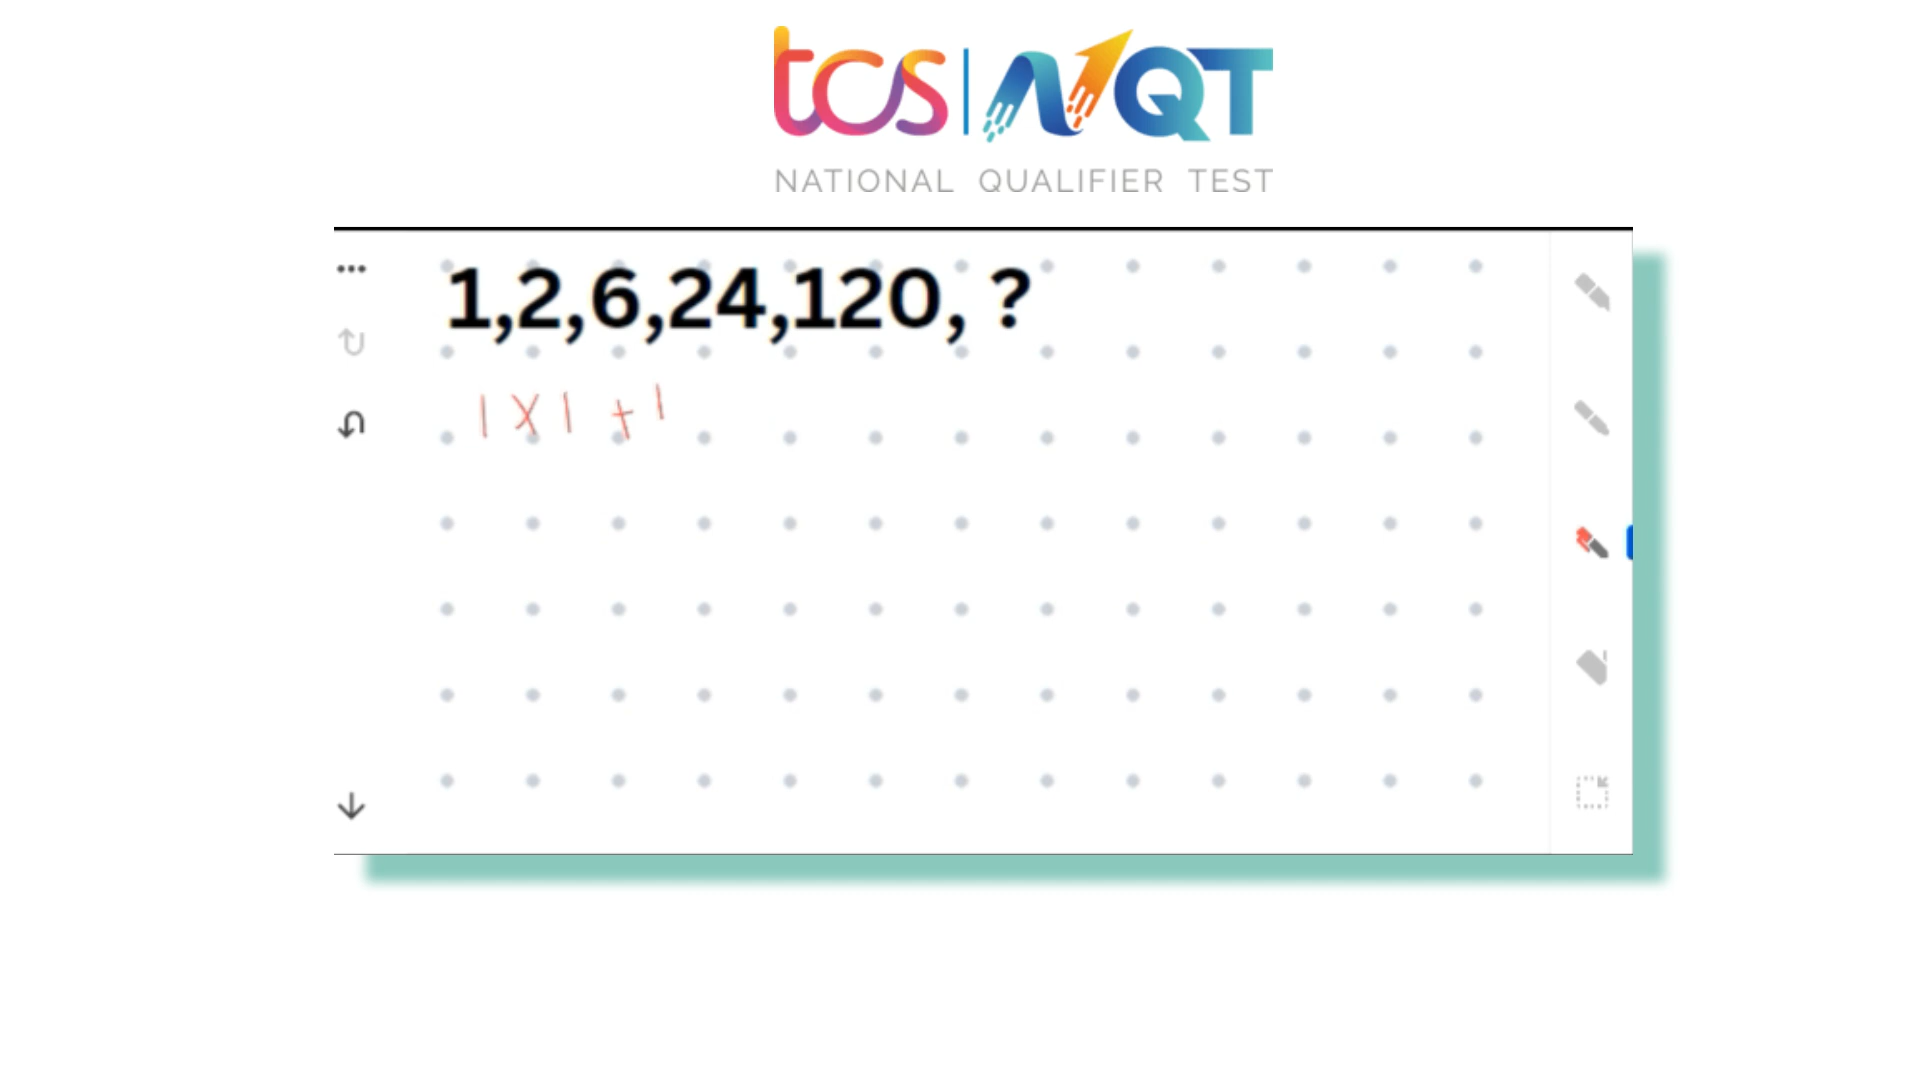 tcs NQT
NATIONAL QUALIFIER TEST
1,2,6,24,120, ?
1 X 1 + 1